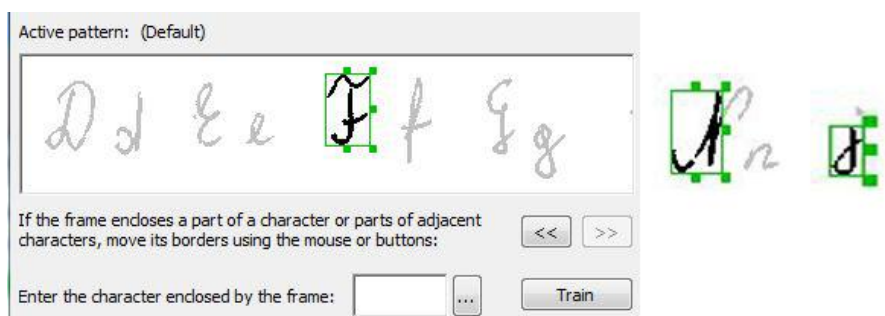 Active pattern: (Default)
D d E e F f G g
N n
d
If the frame encloses a part of a character or parts of adjacent
characters, move its borders using the mouse or buttons:
<< >>
Enter the character enclosed by the frame:
...
Train